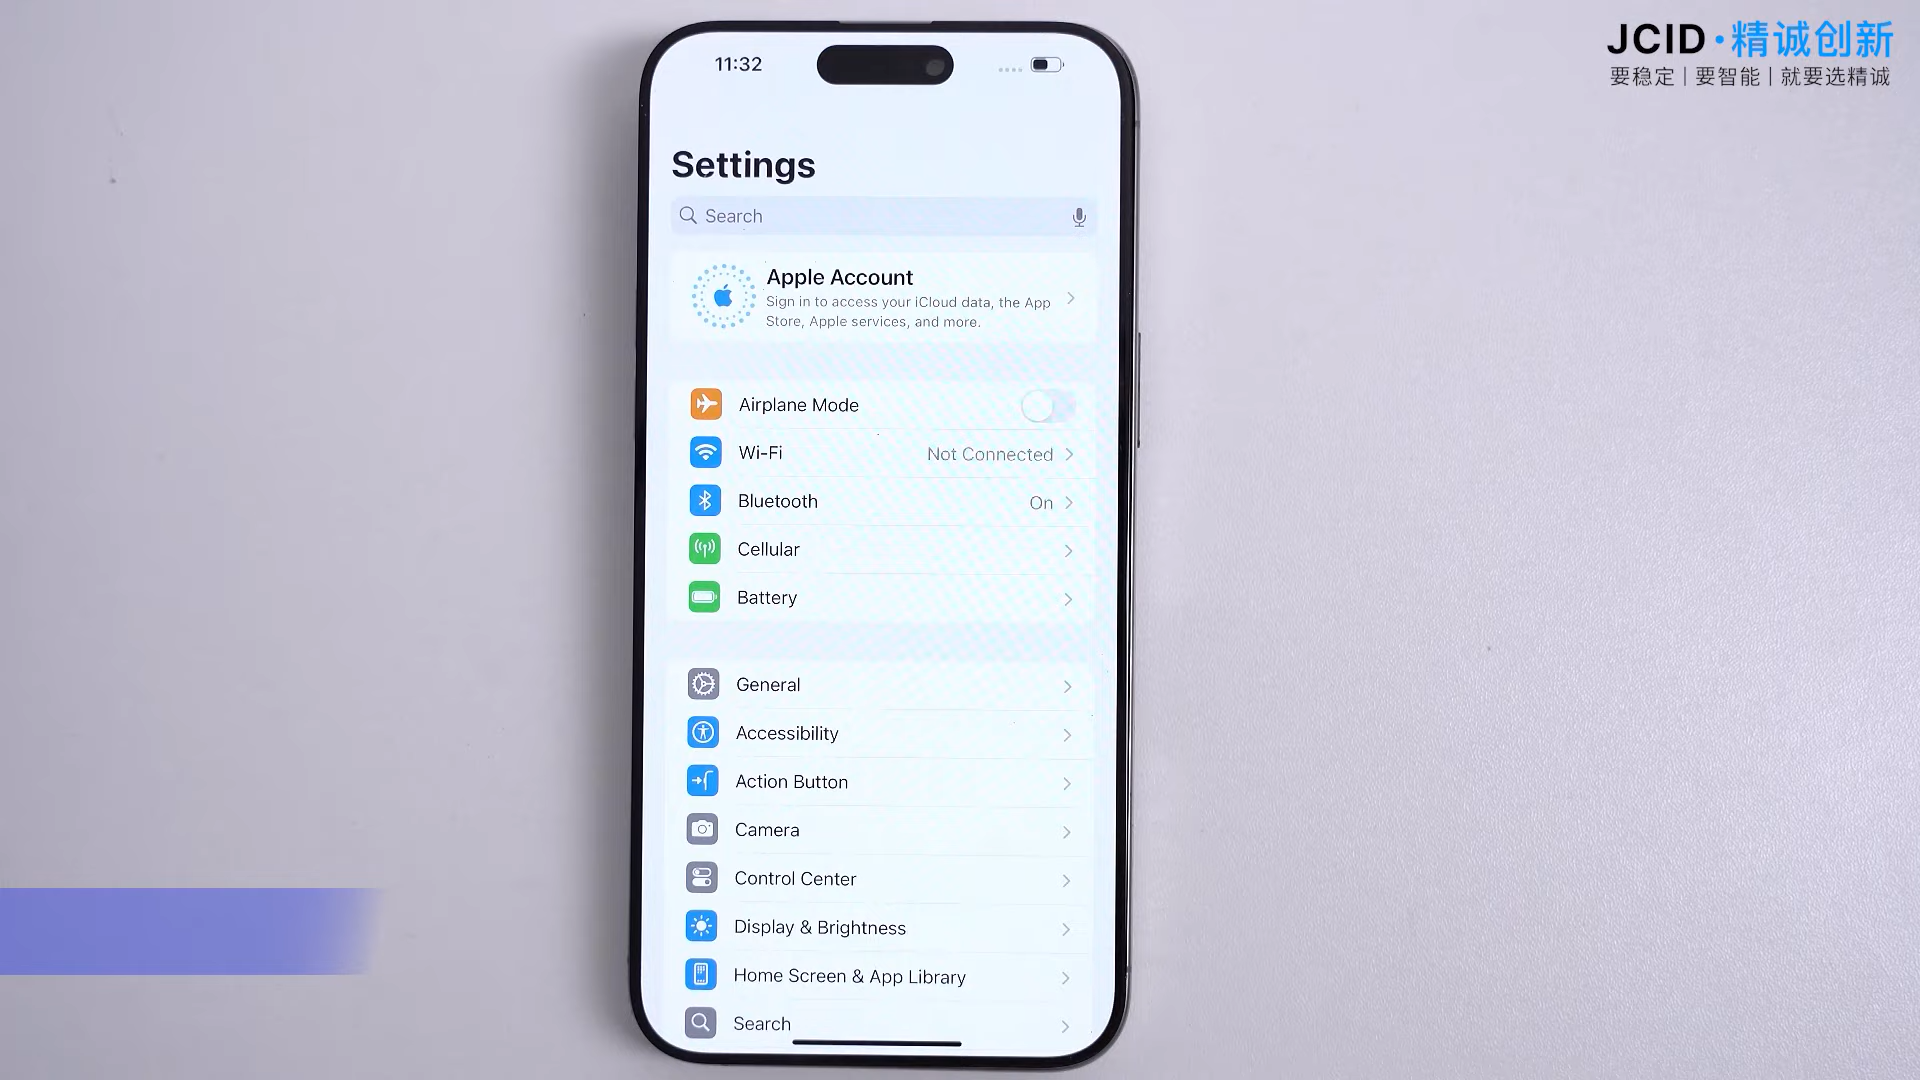 JCID·精诚创新
要稳定|要智能|就要选精诚
11:32
Settings
Search
Apple Account
Sign in to access your iCloud data, the App
Store, Apple services, and more.
Airplane Mode
Wi-Fi Not Connected
Bluetooth On
Cellular
Battery
General
Accessibility
Action Button
Camera
Control Center
Display & Brightness
Home Screen & App Library
Search